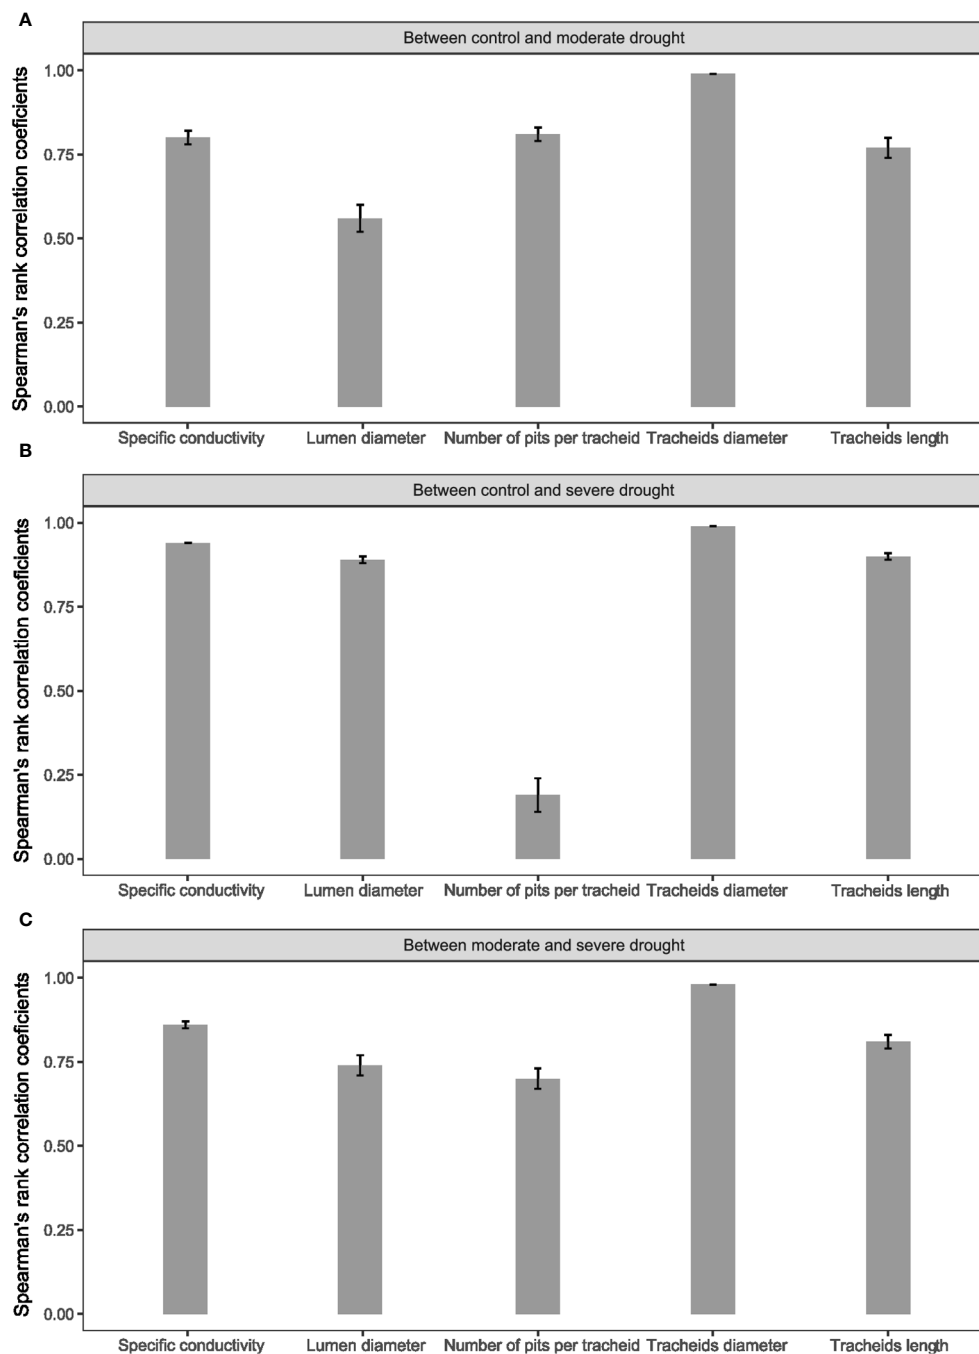 A
Between control and moderate drought
Spearman's rank correlation coeficients
1.00
0.75
0.50
0.25
0.00
Specific conductivity Lumen diameter Number of pits per tracheid Tracheids diameter Tracheids length
B
Between control and severe drought
Spearman's rank correlation coeficients
1.00
0.75
0.50
0.25
0.00
Specific conductivity Lumen diameter Number of pits per tracheid Tracheids diameter Tracheids length
C
Between moderate and severe drought
Spearman's rank correlation coeficients
1.00
0.75
0.50
0.25
0.00
Specific conductivity Lumen diameter Number of pits per tracheid Tracheids diameter Tracheids length